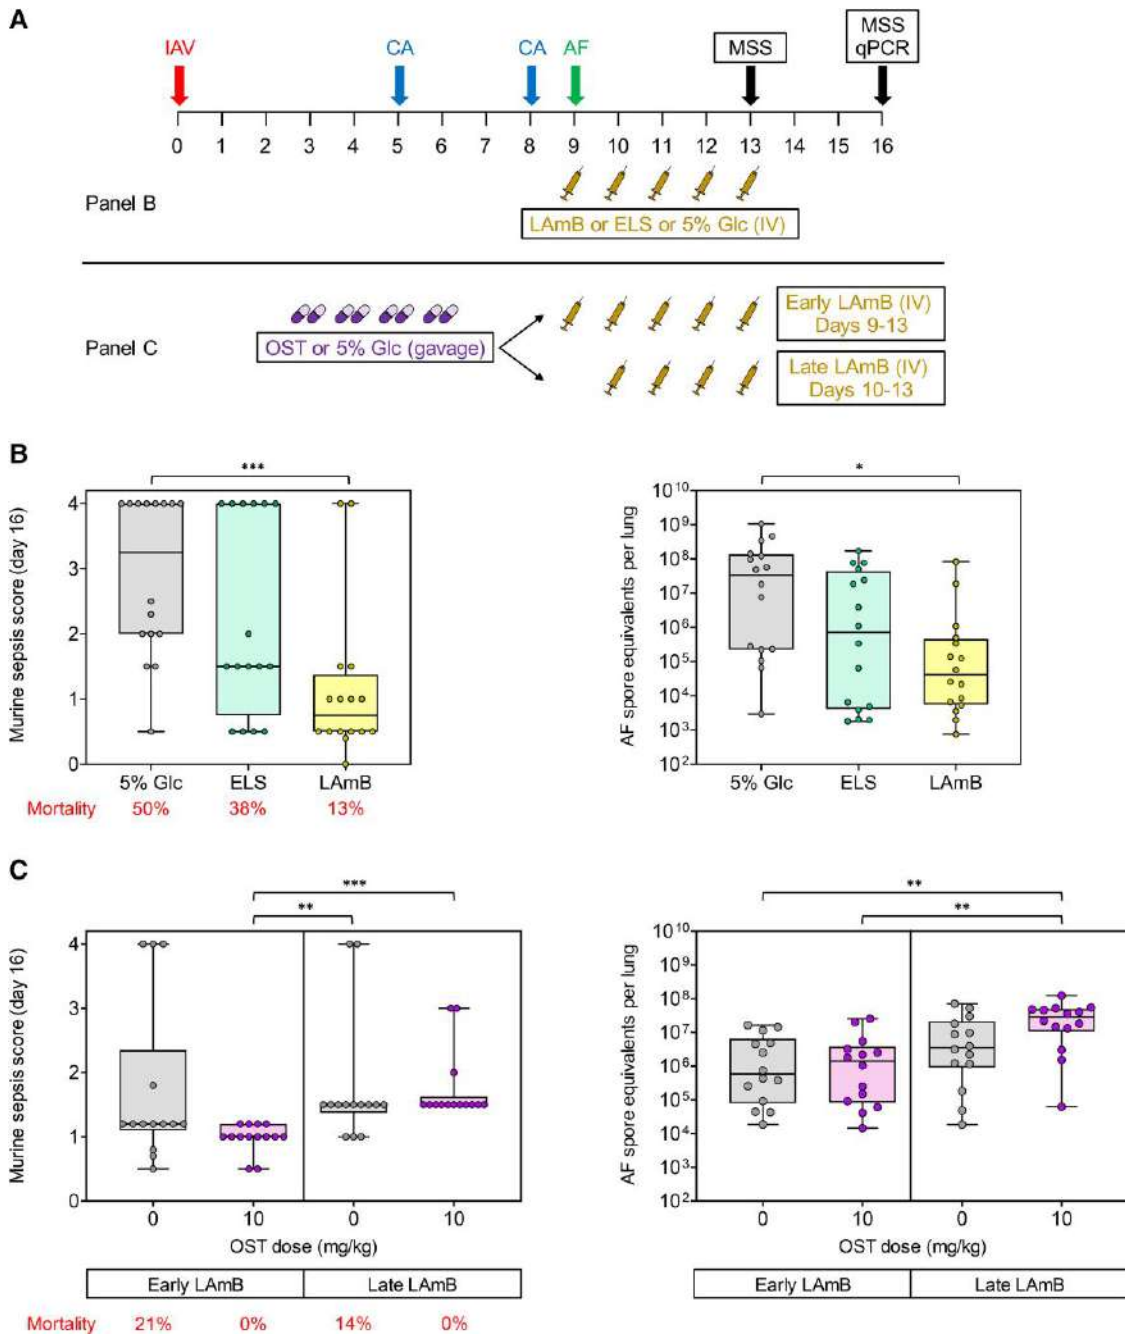 A
IAV CA CA AF MSS MSS
qPCR
0 1 2 3 4 5 6 7 8 9 10 11 12 13 14 15 16
Panel B
LAmB or ELS or 5% Glc (IV)
Panel C
OST or 5% Glc (gavage)
Early LAmB (IV)
Days 9-13
Late LAmB (IV)
Days 10-13
B
***
Murine sepsis score (day 16)
4
3
2
1
0
5% Glc ELS LAmB
Mortality 50% 38% 13%
*
AF spore equivalents per lung
10¹⁰
10⁹
10⁸
10⁷
10⁶
10⁵
10⁴
10³
10²
5% Glc ELS LAmB
C
***
**
Murine sepsis score (day 16)
4
3
2
1
0
0 10 0 10
OST dose (mg/kg)
Early LAmB Late LAmB
Mortality 21% 0% 14% 0%
**
**
AF spore equivalents per lung
10¹⁰
10⁹
10⁸
10⁷
10⁶
10⁵
10⁴
10³
10²
0 10 0 10
OST dose (mg/kg)
Early LAmB Late LAmB